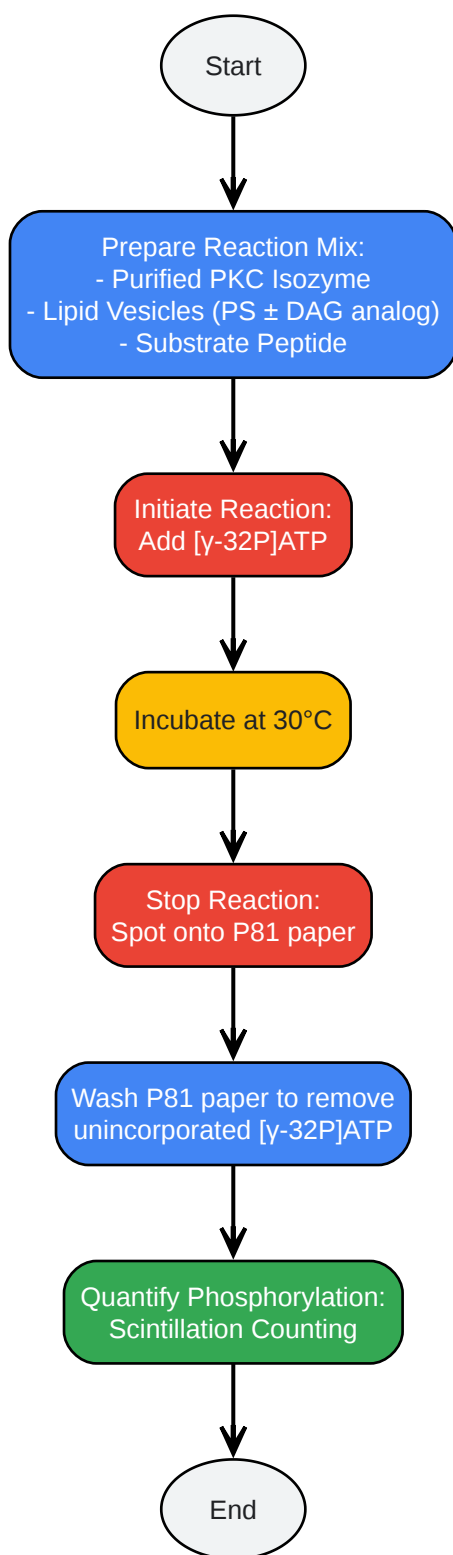 Start
Prepare Reaction Mix:
- Purified PKC Isozyme
- Lipid Vesicles (PS ± DAG analog)
- Substrate Peptide
Initiate Reaction:
Add [γ-32P]ATP
Incubate at 30°C
Stop Reaction:
Spot onto P81 paper
Wash P81 paper to remove
unincorporated [γ-32P]ATP
Quantify Phosphorylation:
Scintillation Counting
End